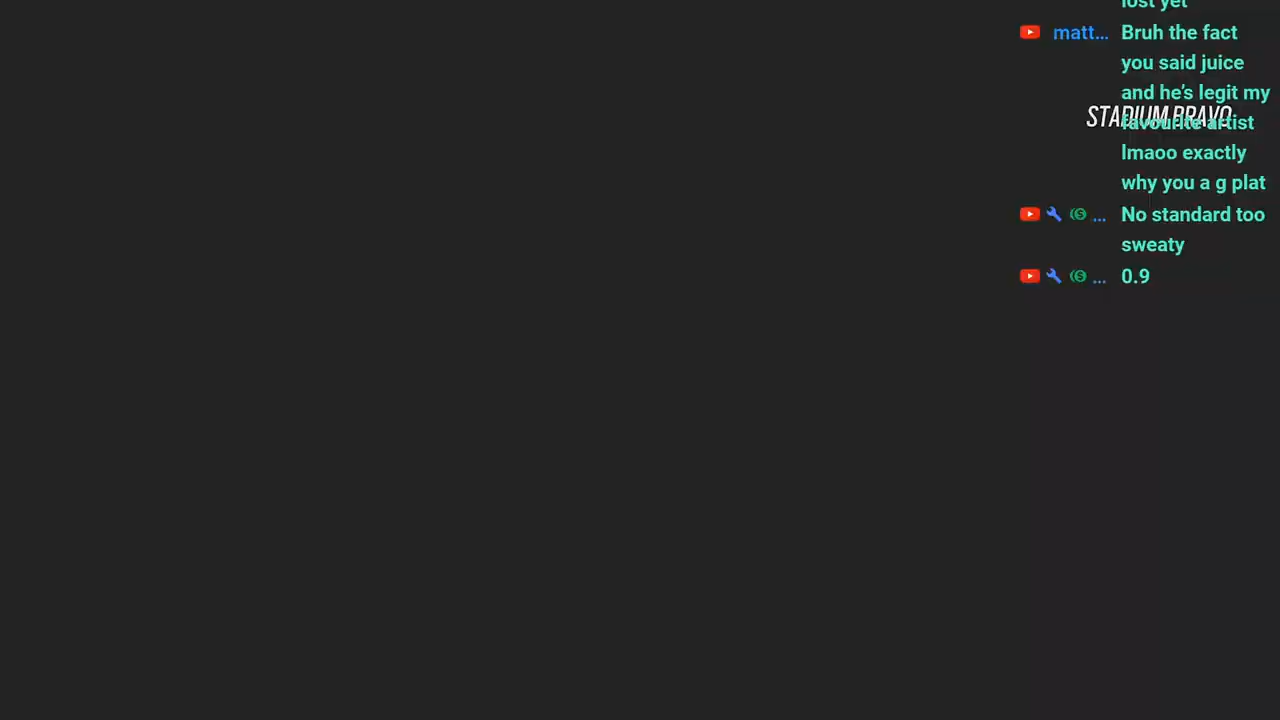 lost yet
matt... Bruh the fact
you said juice
and he’s legit my
STADIUM BRAVO
favourite artist
lmaoo exactly
why you a g plat
... No standard too
sweaty
... 0.9